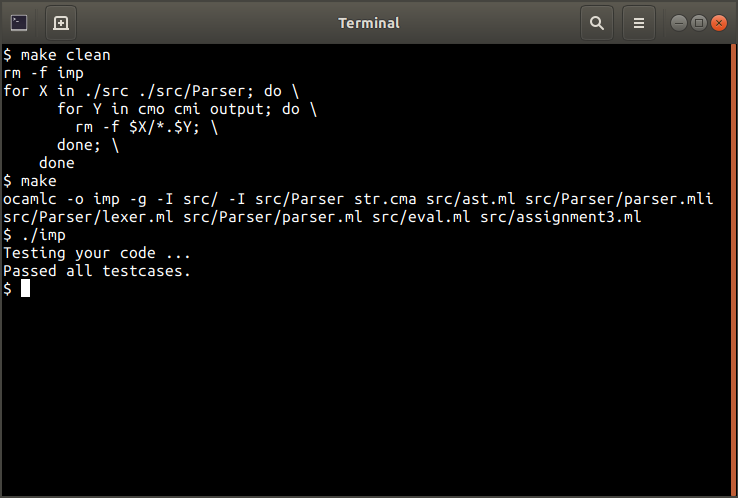 Terminal
$ make clean
rm -f imp
for X in ./src ./src/Parser; do \
      for Y in cmo cmi output; do \
        rm -f $X/*.$Y; \
      done; \
    done
$ make
ocamlc -o imp -g -I src/ -I src/Parser str.cma src/ast.ml src/Parser/parser.mli
src/Parser/lexer.ml src/Parser/parser.ml src/eval.ml src/assignment3.ml
$ ./imp
Testing your code ...
Passed all testcases.
$